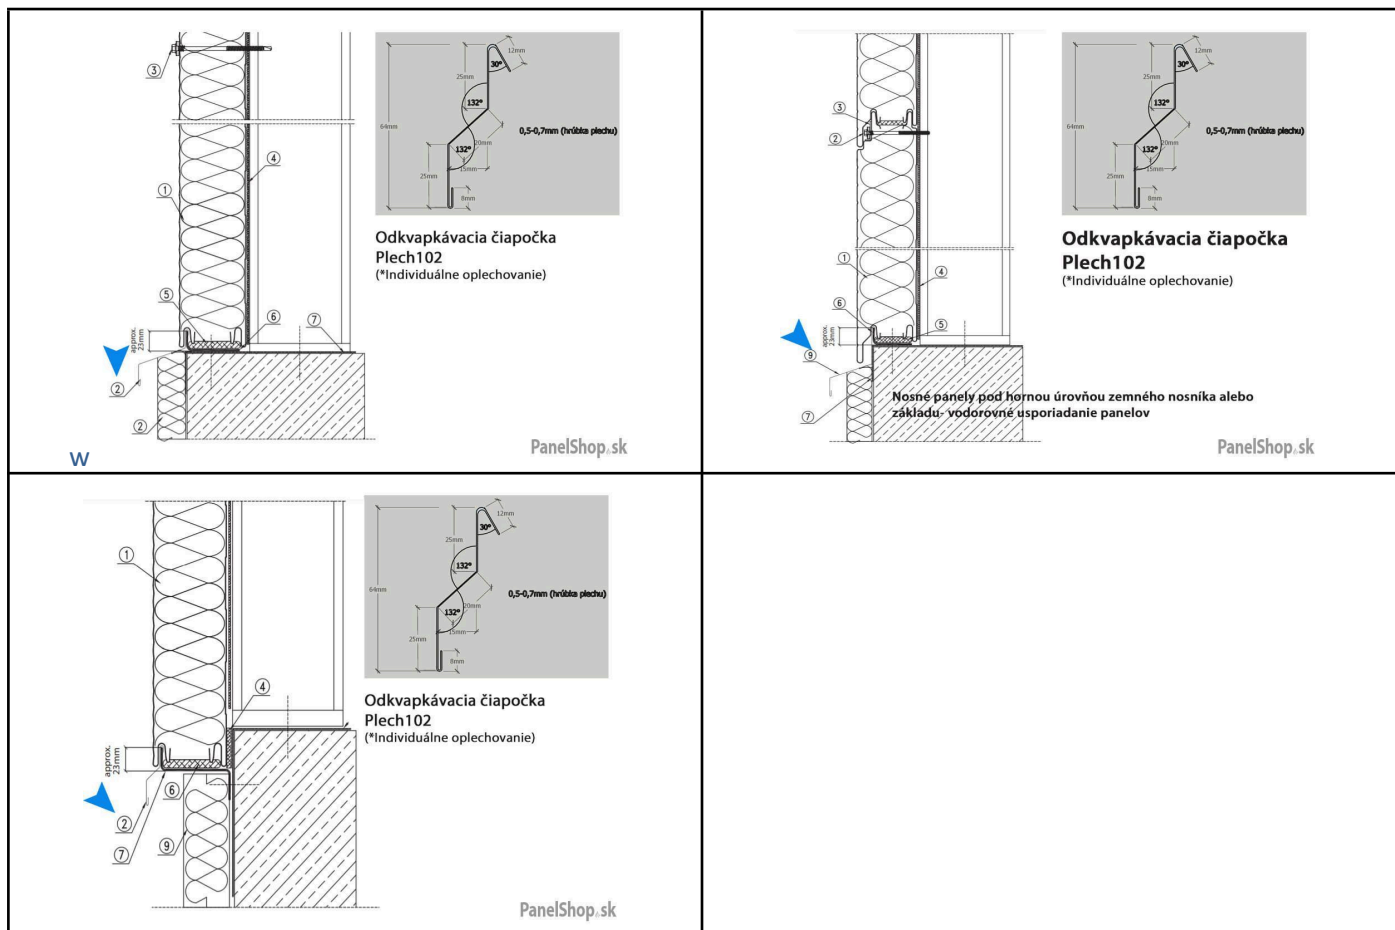 ③
①
④
⑤
⑥
⑦
approx.
23mm
②
②
W
12mm
30°
25mm
132°
64mm
0,5-0,7mm (hrúbka plechu)
20mm
132°
15mm
25mm
8mm
Odkvapkávacia čiapočka
Plech102
(*Individuálne oplechovanie)
PanelShop.sk
③
②
①
④
⑥
⑤
approx.
23mm
⑨
⑦
12mm
30°
25mm
132°
64mm
0,5-0,7mm (hrúbka plechu)
20mm
132°
15mm
25mm
8mm
Odkvapkávacia čiapočka
Plech102
(*Individuálne oplechovanie)
Nosné panely pod hornou úrovňou zemného nosníka alebo
základu- vodorovné usporiadanie panelov
PanelShop.sk
①
④
approx.
23mm
⑥
②
⑦
⑨
12mm
30°
25mm
132°
64mm
0,5-0,7mm (hrúbka plechu)
20mm
132°
15mm
25mm
8mm
Odkvapkávacia čiapočka
Plech102
(*Individuálne oplechovanie)
PanelShop.sk